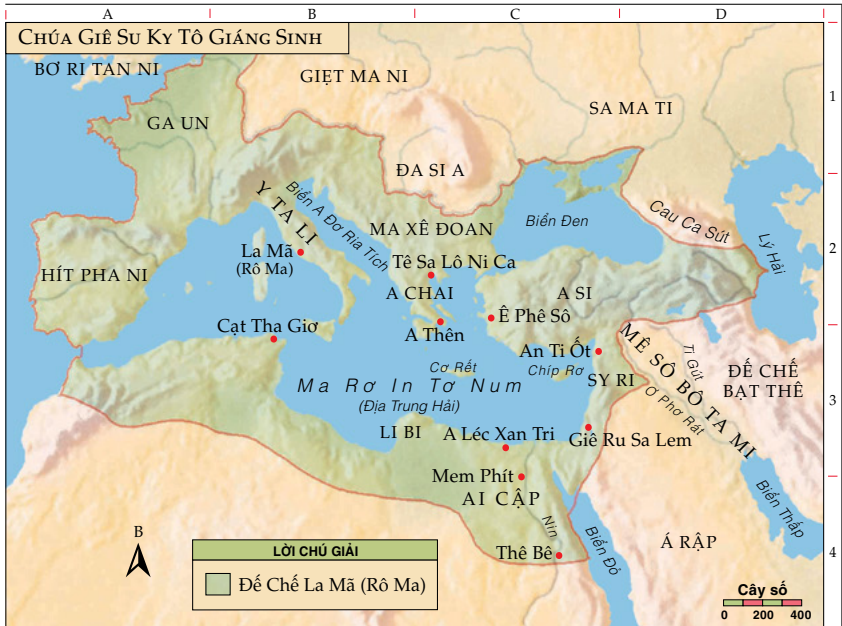 A B C D
CHÚA GIÊ SU KY TÔ GIÁNG SINH
BƠ RI TAN NI
GIẸT MA NI
1
SA MA TI
GA UN
ĐA SI A
Y TA LI
Biển A Đơ Ria Tích
MA XÊ ĐOAN
Biển Đen
Cau Ca Sút
Lý Hải
2
La Mã
(Rô Ma)
HÍT PHA NI
Tê Sa Lô Ni Ca
A CHAI
A SI
Ê Phê Sô
Cạt Tha Giơ
A Thên
An Ti Ốt
MÊ SÔ BÔ TA MI
Ti Gút
ĐẾ CHẾ
BẠT THÊ
Cơ Rết
Chíp Rơ
SY RI
Ơ Phơ Rát
3
Ma Rơ In Tơ Num
(Địa Trung Hải)
LI BI
A Léc Xan Tri
Giê Ru Sa Lem
Mem Phít
AI CẬP
Nin
Biển Đỏ
Biển Thấp
Á RẬP
4
Thê Bê
B
LỜI CHÚ GIẢI
Đế Chế La Mã (Rô Ma)
Cây số
0 200 400